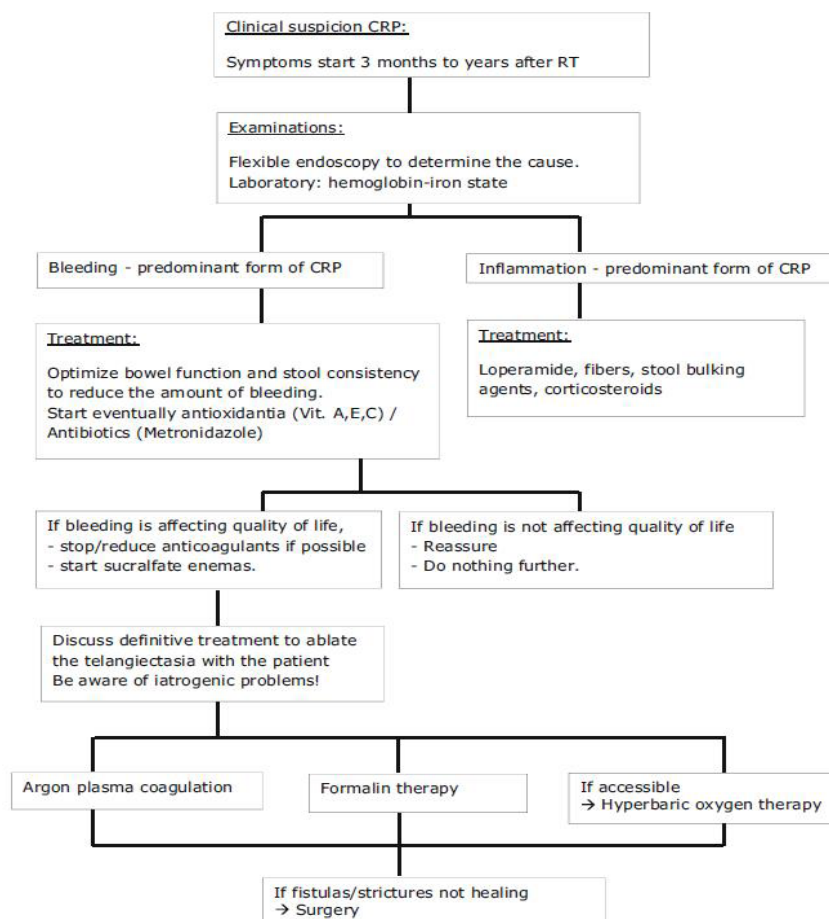 Clinical suspicion CRP:
Symptoms start 3 months to years after RT
Examinations:
Flexible endoscopy to determine the cause.
Laboratory: hemoglobin-iron state
Bleeding - predominant form of CRP
Inflammation - predominant form of CRP
Treatment:
Optimize bowel function and stool consistency
to reduce the amount of bleeding.
Start eventually antioxidantia (Vit. A,E,C) /
Antibiotics (Metronidazole)
Treatment:
Loperamide, fibers, stool bulking
agents, corticosteroids
If bleeding is affecting quality of life,
- stop/reduce anticoagulants if possible
- start sucralfate enemas.
If bleeding is not affecting quality of life
- Reassure
- Do nothing further.
Discuss definitive treatment to ablate
the telangiectasia with the patient
Be aware of iatrogenic problems!
Argon plasma coagulation
Formalin therapy
If accessible
→ Hyperbaric oxygen therapy
If fistulas/strictures not healing
→ Surgery